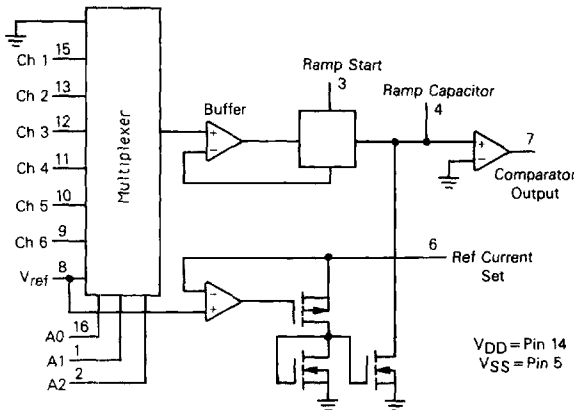 Ch 1 15
Ch 2 13
Ch 3 12
Ch 4 11
Ch 5 10
Ch 6 9
Vref 8
A0 16
A1 1
A2 2
Multiplexer
Buffer
+
−
Ramp Start
3
Ramp Capacitor
4
+
−
7
Comparator
Output
−
+
6
Ref Current
Set
VDD=Pin 14
VSS=Pin 5